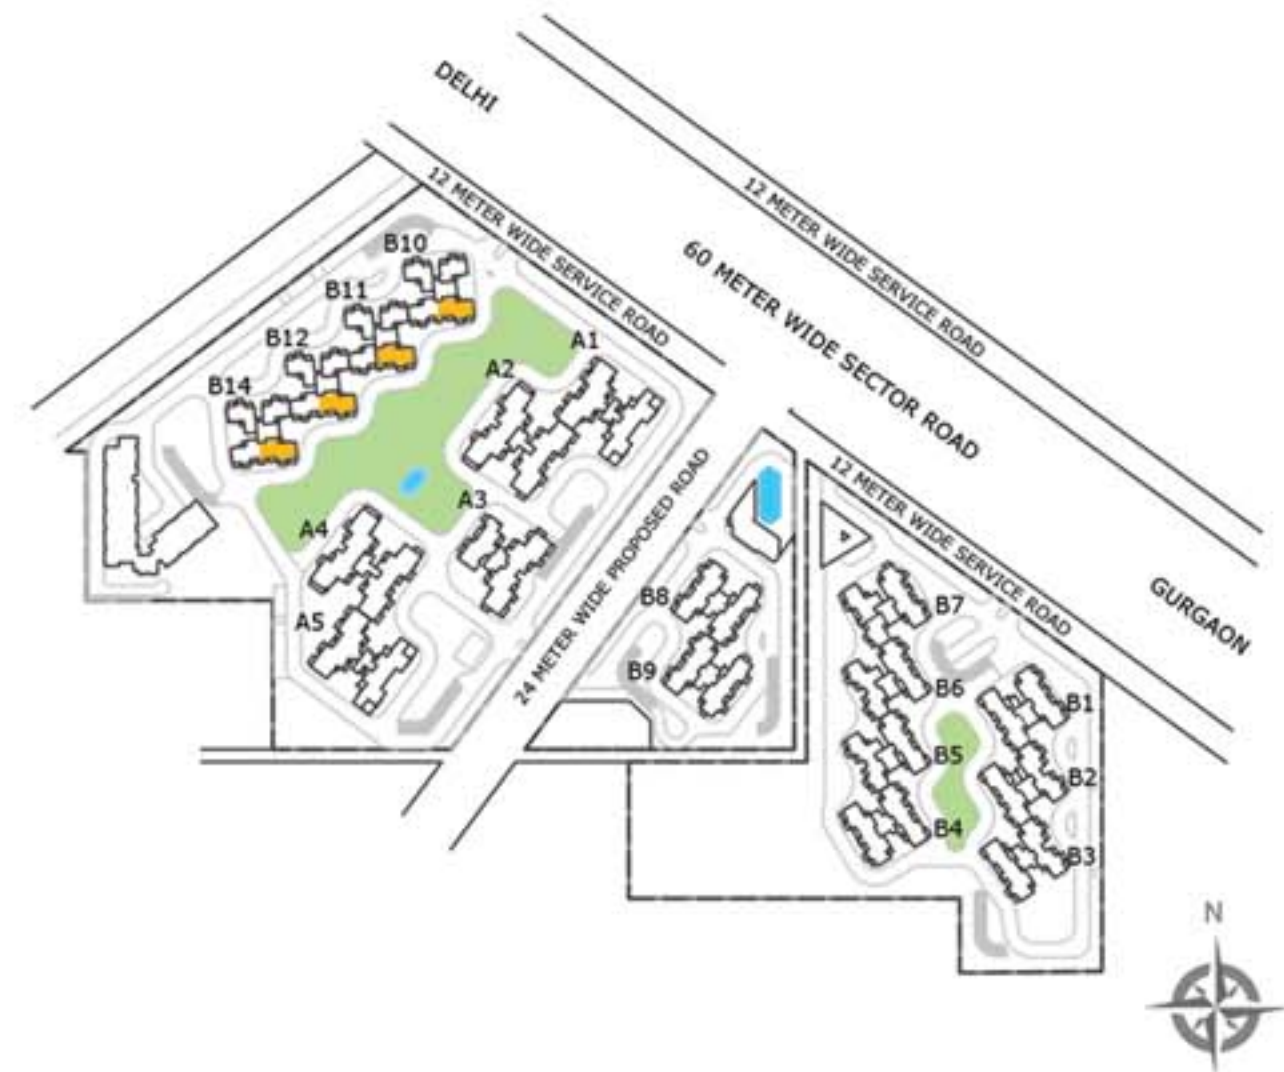 DELHI
12 METER WIDE SERVICE ROAD
12 METER WIDE SERVICE ROAD
60 METER WIDE SECTOR ROAD
B10
B11
B12
B14
A1
A2
A3
A4
A5
24 METER WIDE PROPOSED ROAD
12 METER WIDE SERVICE ROAD
GURGAON
B8
B9
B7
B6
B5
B4
B1
B2
B3
N